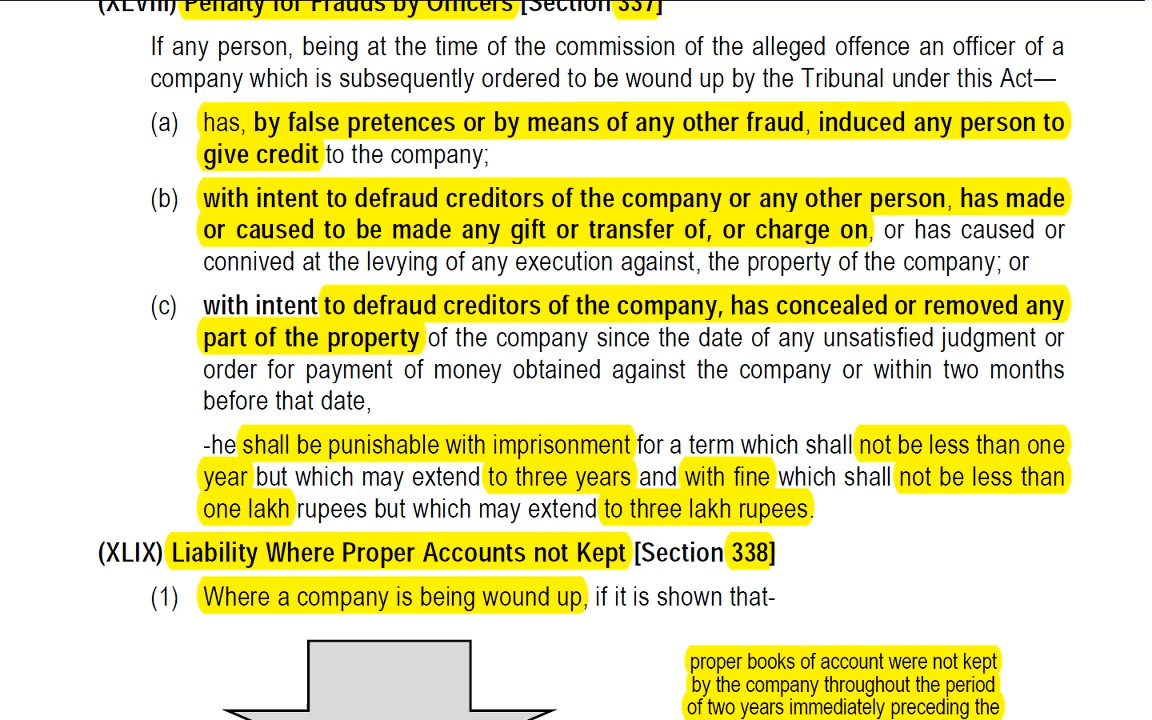 (XLVIII) Penalty for Frauds by Officers [Section 337]
If any person, being at the time of the commission of the alleged offence an officer of a
company which is subsequently ordered to be wound up by the Tribunal under this Act—
(a) has, by false pretences or by means of any other fraud, induced any person to
give credit to the company;
(b) with intent to defraud creditors of the company or any other person, has made
or caused to be made any gift or transfer of, or charge on, or has caused or
connived at the levying of any execution against, the property of the company; or
(c) with intent to defraud creditors of the company, has concealed or removed any
part of the property of the company since the date of any unsatisfied judgment or
order for payment of money obtained against the company or within two months
before that date,
-he shall be punishable with imprisonment for a term which shall not be less than one
year but which may extend to three years and with fine which shall not be less than
one lakh rupees but which may extend to three lakh rupees.
(XLIX) Liability Where Proper Accounts not Kept [Section 338]
(1) Where a company is being wound up, if it is shown that-
proper books of account were not kept
by the company throughout the period
of two years immediately preceding the